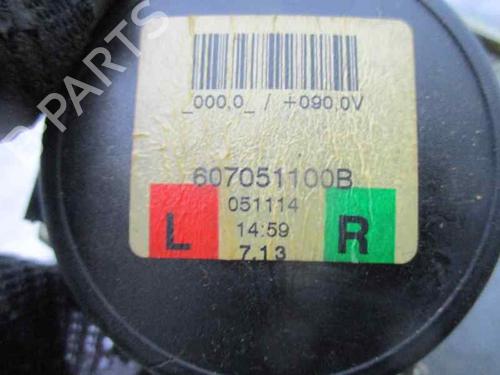 _000,0_ / +090,0V
607051100B
051114
L 14:59 R
7.13
B-PARTS